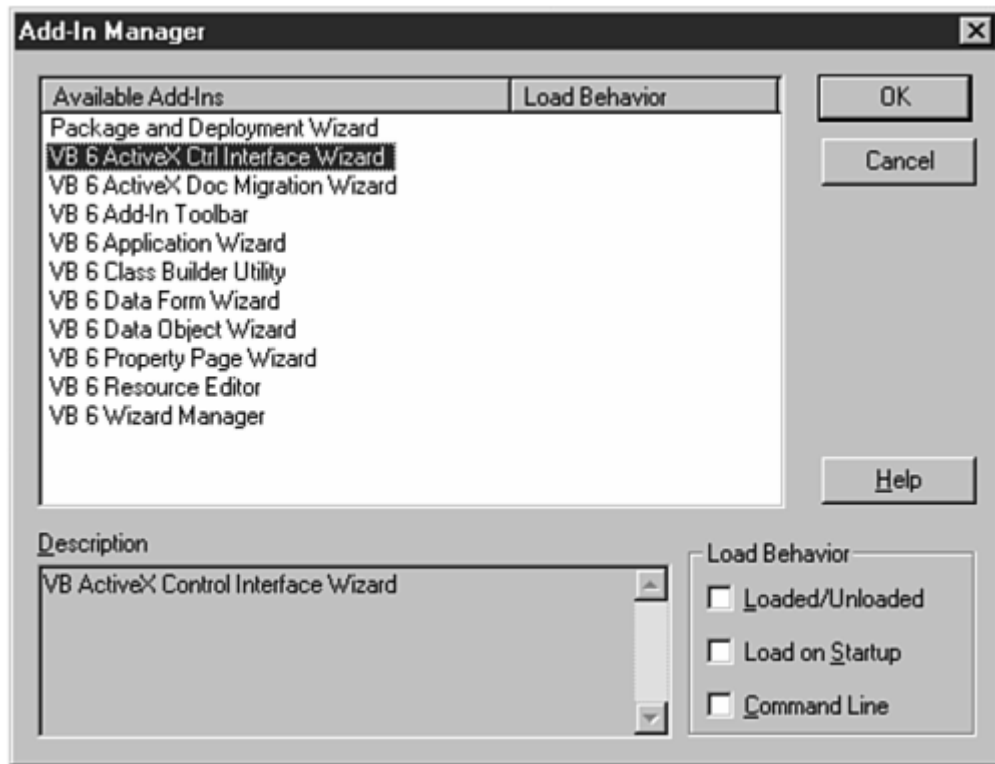 Add-In Manager
Available Add-Ins
Load Behavior
Package and Deployment Wizard
VB 6 ActiveX Ctrl Interface Wizard
VB 6 ActiveX Doc Migration Wizard
VB 6 Add-In Toolbar
VB 6 Application Wizard
VB 6 Class Builder Utility
VB 6 Data Form Wizard
VB 6 Data Object Wizard
VB 6 Property Page Wizard
VB 6 Resource Editor
VB 6 Wizard Manager
OK
Cancel
Help
Description
VB ActiveX Control Interface Wizard
Load Behavior
Loaded/Unloaded
Load on Startup
Command Line